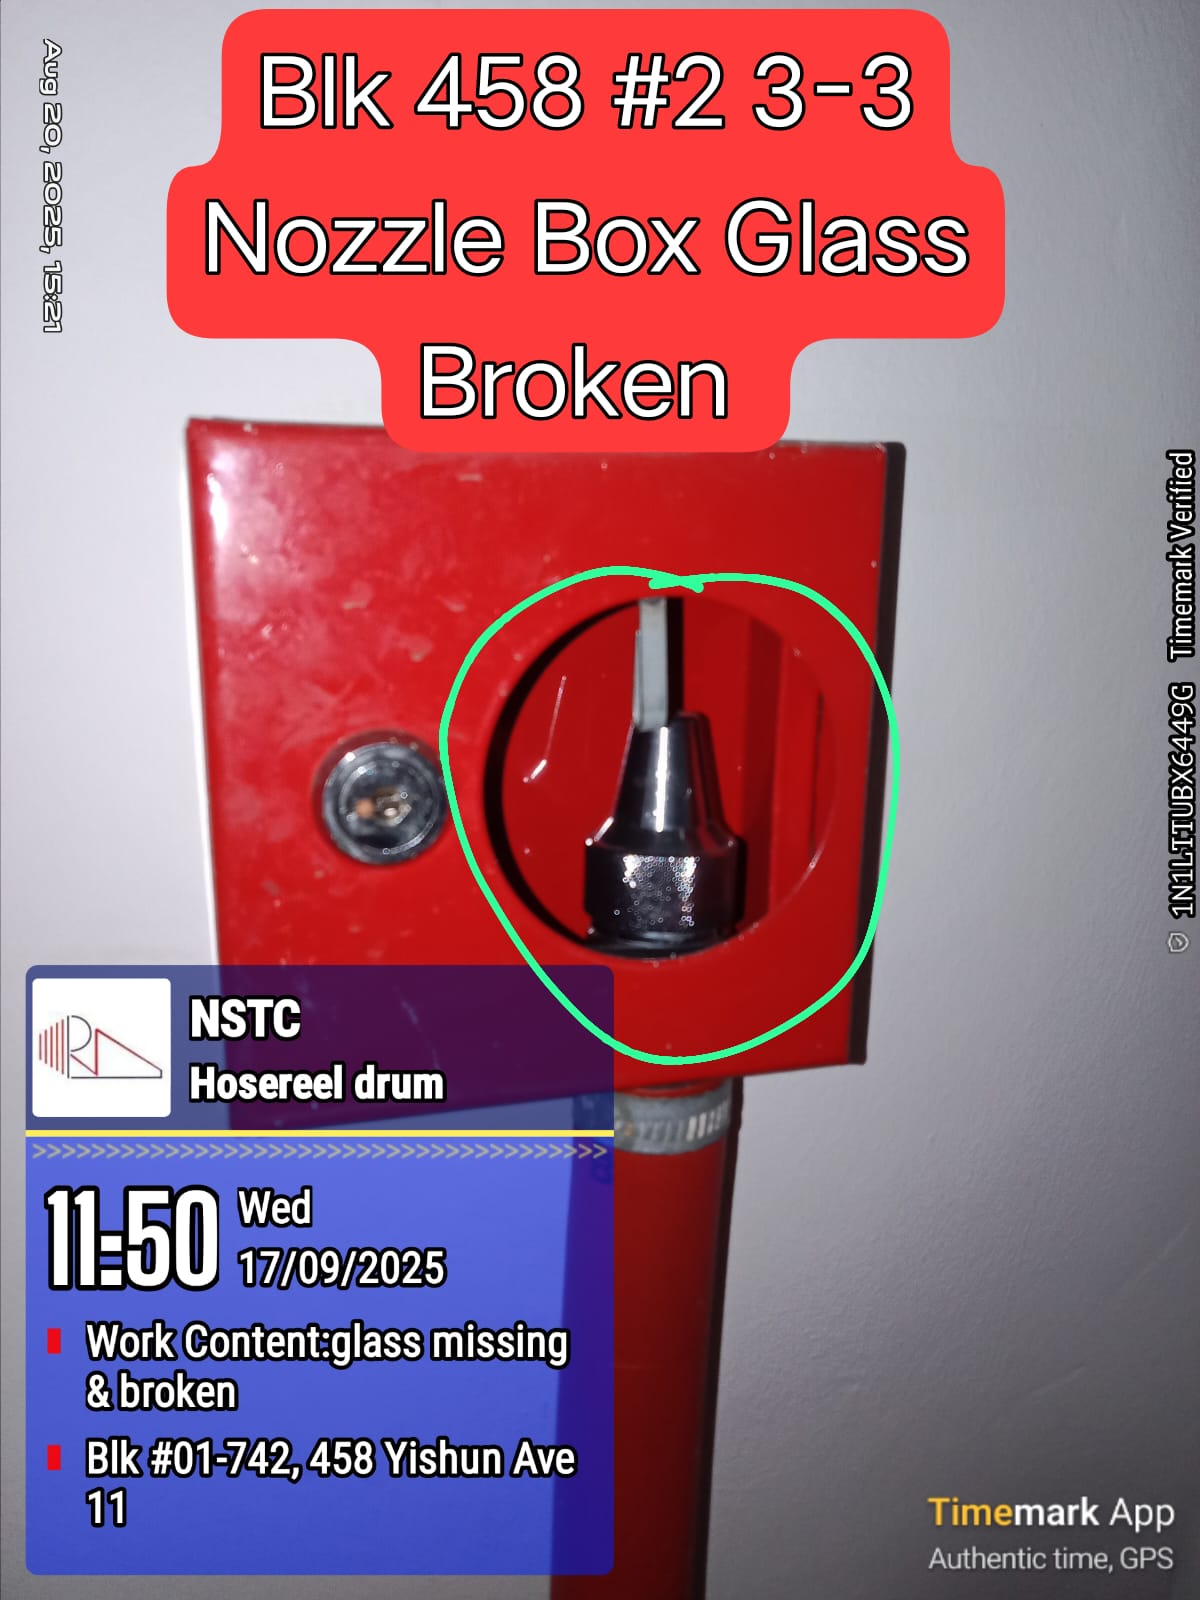 Aug 20, 2025, 15:21
Blk 458 #2 3-3
Nozzle Box Glass
Broken
NSTC
Hosereel drum
>>>>>>>>>>>>>>>>>>>>>>>>>>>>>>>>>>>>>>>
11:50
Wed
17/09/2025
Work Content:glass missing
& broken
Blk #01-742, 458 Yishun Ave
11
1N1LTTUBX6449G Timemark Verified
Timemark App
Authentic time, GPS